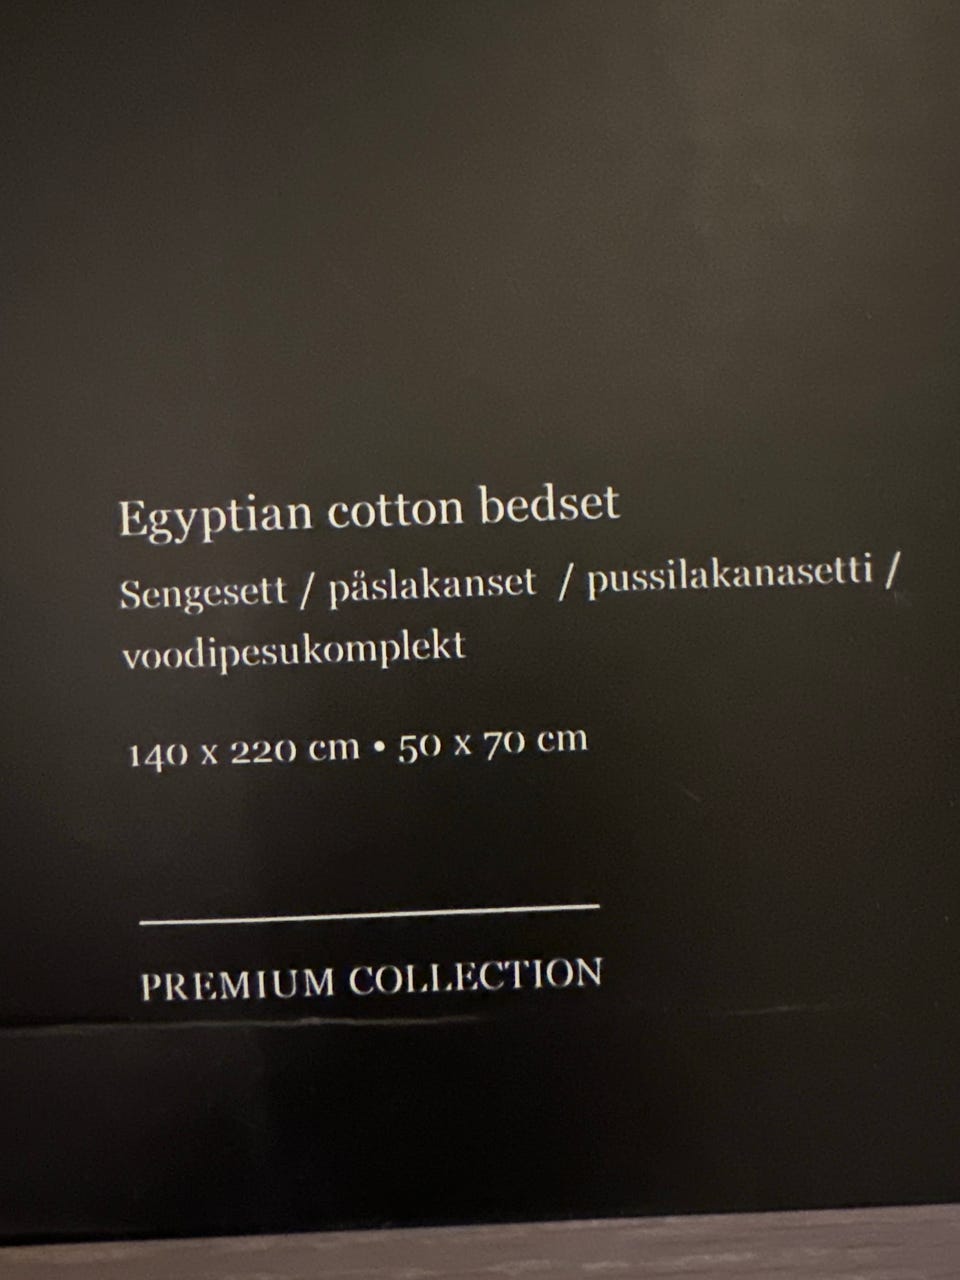 Egyptian cotton bedset
Sengesett / påslakanset / pussilakanasetti /
voodipesukomplekt
140 x 220 cm • 50 x 70 cm
PREMIUM COLLECTION